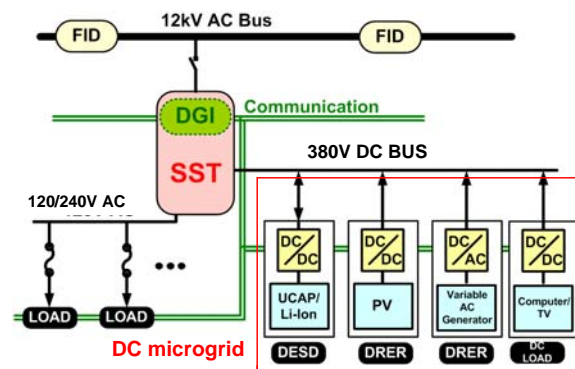 12kV AC Bus
FID
FID
DGI
Communication
SST
380V DC BUS
120/240V AC
DC/DC
DC/DC
DC/AC
DC/DC
UCAP/
Li-Ion
PV
Variable
AC
Generator
Computer/
TV
LOAD
LOAD
DC microgrid
DESD
DRER
DRER
DC
LOAD